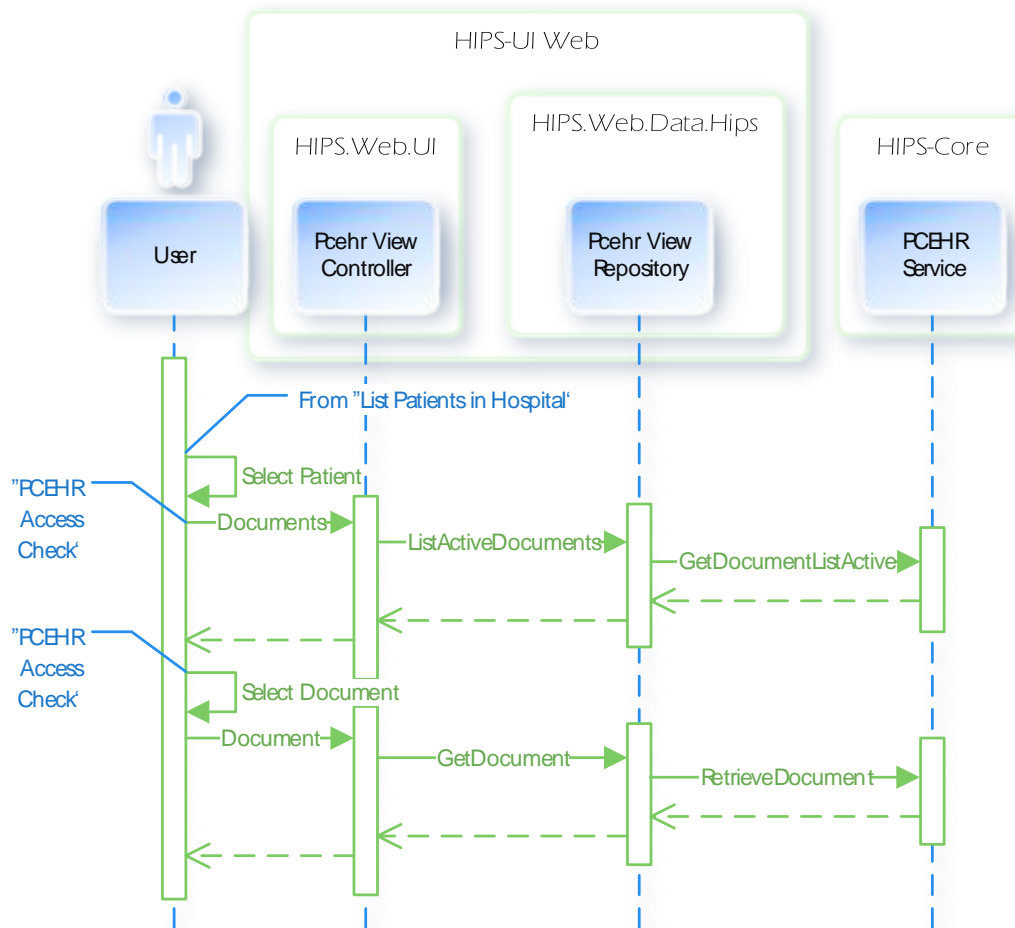 HIPS-UI Web
HIPS.Web.UI
HIPS.Web.Data.Hips
HIPS-Core
User
Pcehr View
Controller
Pcehr View
Repository
PCEHR
Service
From ”List Patients in Hospital‘
Select Patient
”PCEHR
Access
Check‘
Documents
ListActiveDocuments
GetDocumentListActive
”PCEHR
Access
Check‘
Select Document
Document
GetDocument
RetrieveDocument